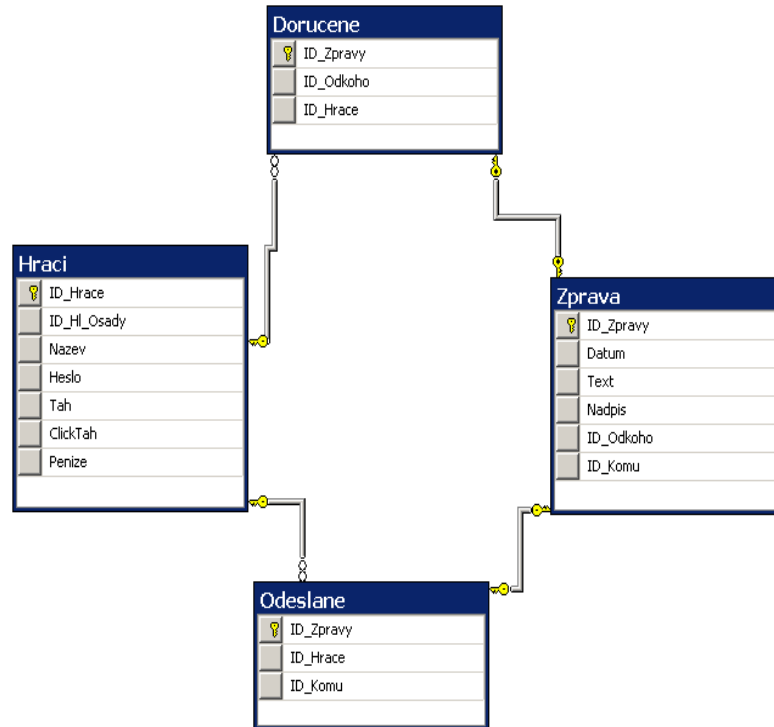 Dorucene
ID_Zpravy
ID_Odkoho
ID_Hrace
Hraci
ID_Hrace
ID_Hl_Osady
Nazev
Heslo
Tah
ClickTah
Penize
Zprava
ID_Zpravy
Datum
Text
Nadpis
ID_Odkoho
ID_Komu
Odeslane
ID_Zpravy
ID_Hrace
ID_Komu